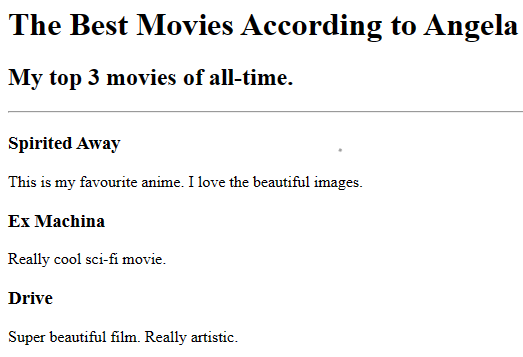 The Best Movies According to Angela
My top 3 movies of all-time.
Spirited Away
This is my favourite anime. I love the beautiful images.
Ex Machina
Really cool sci-fi movie.
Drive
Super beautiful film. Really artistic.